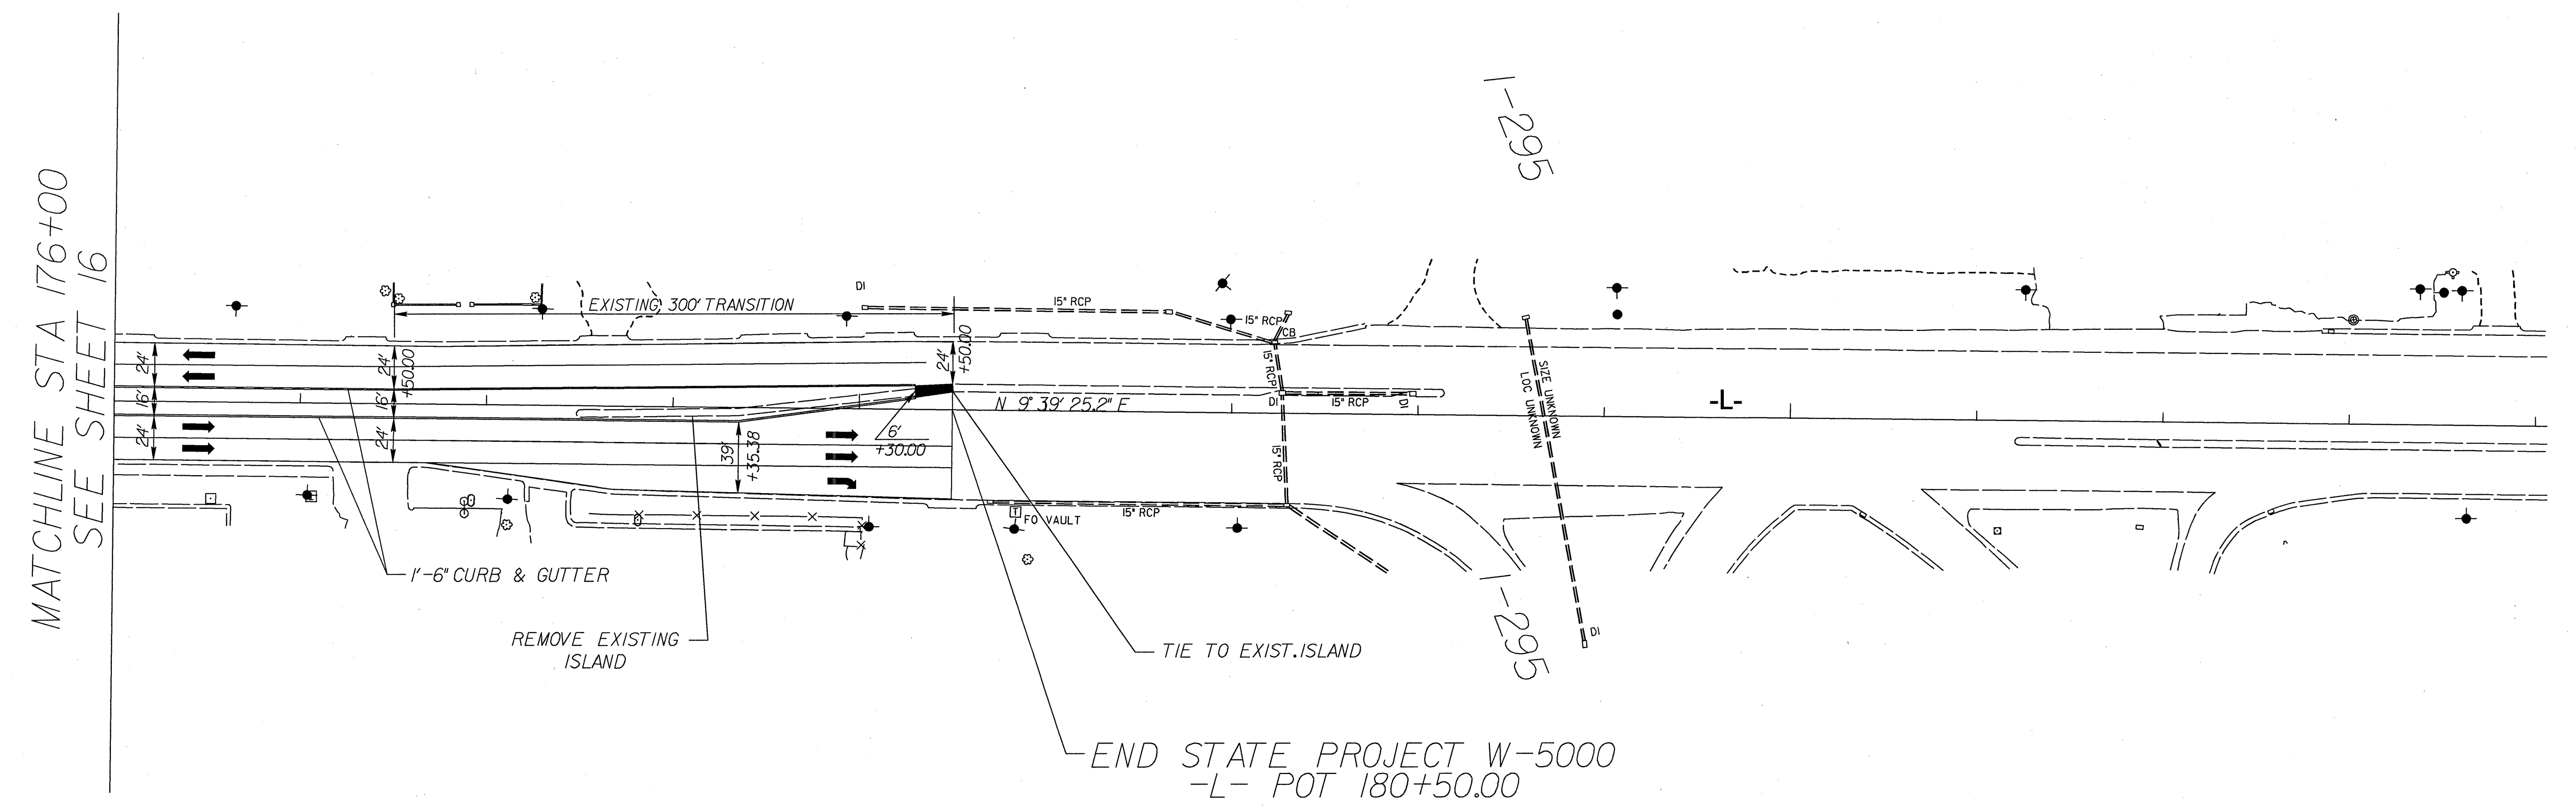 MATCHLINE STA 176+00
SEE SHEET 16
I-295
EXISTING 300' TRANSITION
DI
15" RCP
15" RCP
CB
24'
24'
+50.00
24'
+50.00
15" RCP
16'
16'
N 9° 39' 25.2" E
DI
15" RCP
DI
SIZE UNKNOWN
LOC UNKNOWN
-L-
24'
24'
39'
+35.38
6'
+30.00
15" RCP
15" RCP
T
FO VAULT
1'-6" CURB & GUTTER
REMOVE EXISTING
ISLAND
TIE TO EXIST. ISLAND
I-295
DI
END STATE PROJECT W-5000
-L- POT 180+50.00